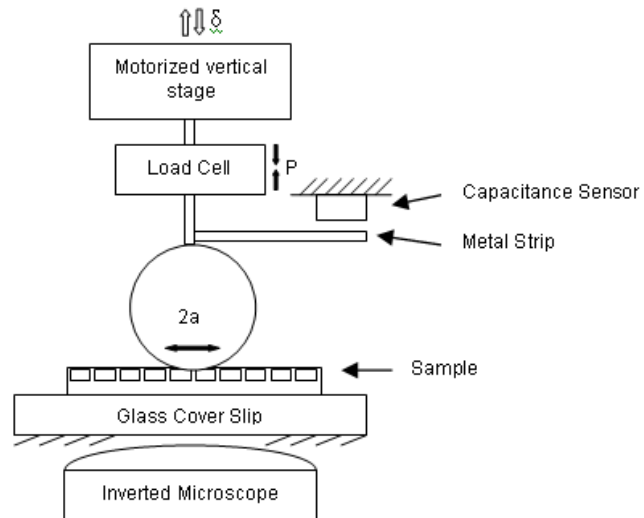 δ
Motorized vertical
stage
Load Cell
P
Capacitance Sensor
Metal Strip
2a
Sample
Glass Cover Slip
Inverted Microscope